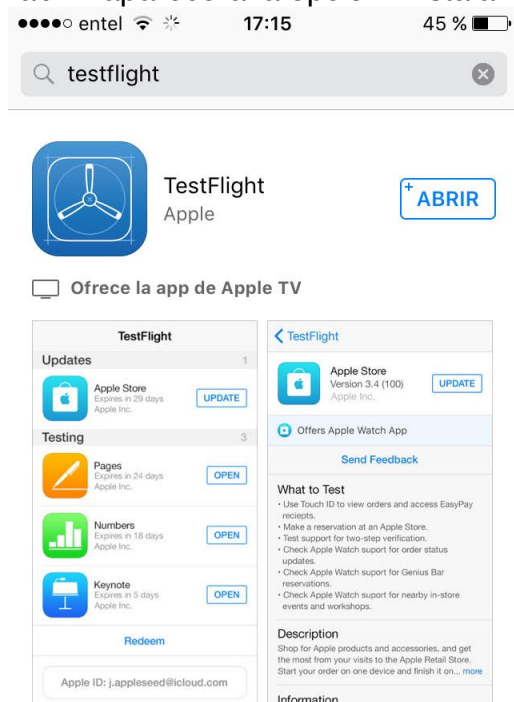 entel 17:15 45 %
testflight
TestFlight
Apple
+ABRIR
Ofrece la app de Apple TV
TestFlight
Updates 1
Apple Store
Expires in 29 days
Apple Inc.
UPDATE
Testing 3
Pages
Expires in 24 days
Apple Inc.
OPEN
Numbers
Expires in 18 days
Apple Inc.
OPEN
Keynote
Expires in 5 days
Apple Inc.
OPEN
Redeem
Apple ID: j.appleseed@icloud.com
TestFlight
Apple Store
Version 3.4 (100)
Apple Inc.
UPDATE
Offers Apple Watch App
Send Feedback
What to Test
• Use Touch ID to view orders and access EasyPay
reciepts.
• Make a reservation at an Apple Store.
• Test support for two-step verification.
• Check Apple Watch suport for order status
updates.
• Check Apple Watch suport for Genius Bar
reservations.
• Check Apple Watch suport for nearby in-store
events and workshops.
Description
Shop for Apple products and accessories, and get
the most from your visits to the Apple Retail Store.
Start your order on one device and finish it on... more
Information